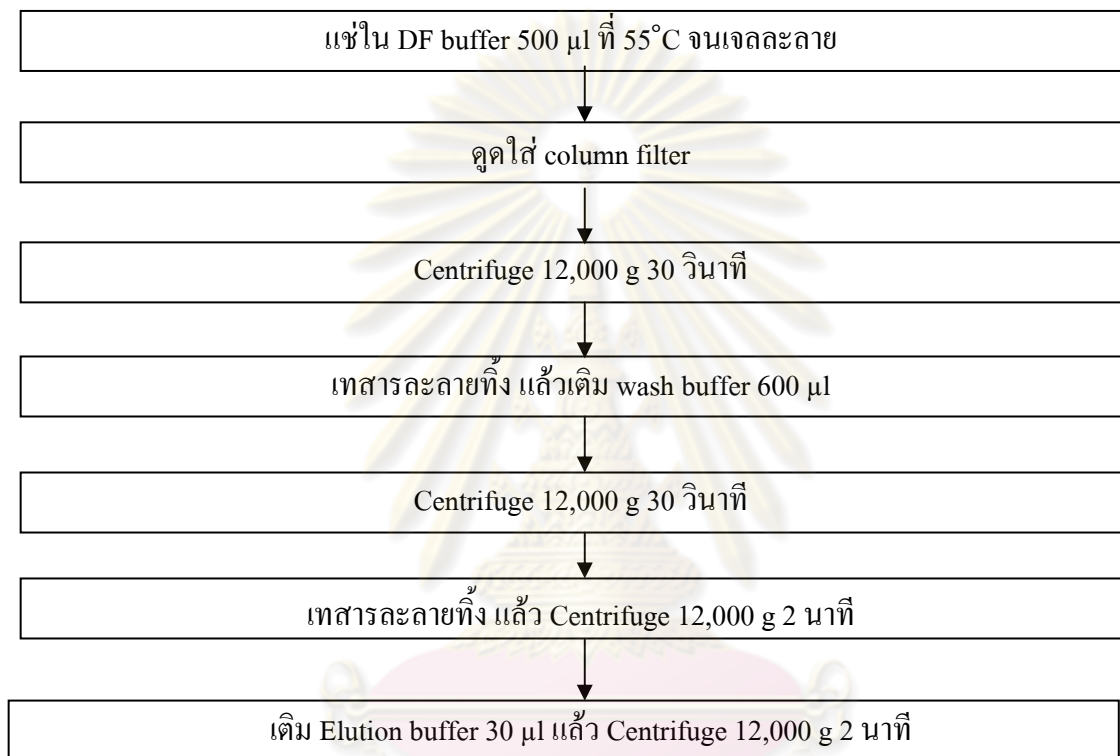 แช่ใน DF buffer 500 µl ที่ 55°C จนเจลละลาย
ดูดใส่ column filter
Centrifuge 12,000 g 30 วินาที
เทสารละลายทิ้ง แล้วเติม wash buffer 600 µl
Centrifuge 12,000 g 30 วินาที
เทสารละลายทิ้ง แล้ว Centrifuge 12,000 g 2 นาที
เติม Elution buffer 30 µl แล้ว Centrifuge 12,000 g 2 นาที